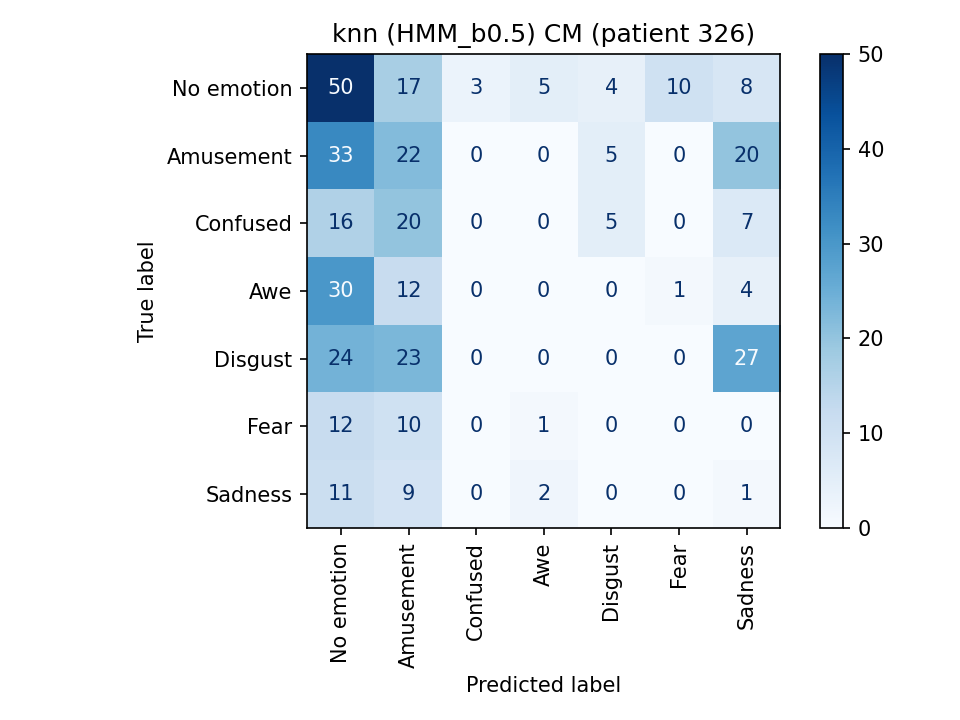 knn (HMM_b0.5) CM (patient 326)
No emotion 50 17 3 5 4 10 8
Amusement 33 22 0 0 5 0 20
Confused 16 20 0 0 5 0 7
Awe 30 12 0 0 0 1 4
Disgust 24 23 0 0 0 0 27
Fear 12 10 0 1 0 0 0
Sadness 11 9 0 2 0 0 1
True label
No emotion
Amusement
Confused
Awe
Disgust
Fear
Sadness
Predicted label
50
40
30
20
10
0